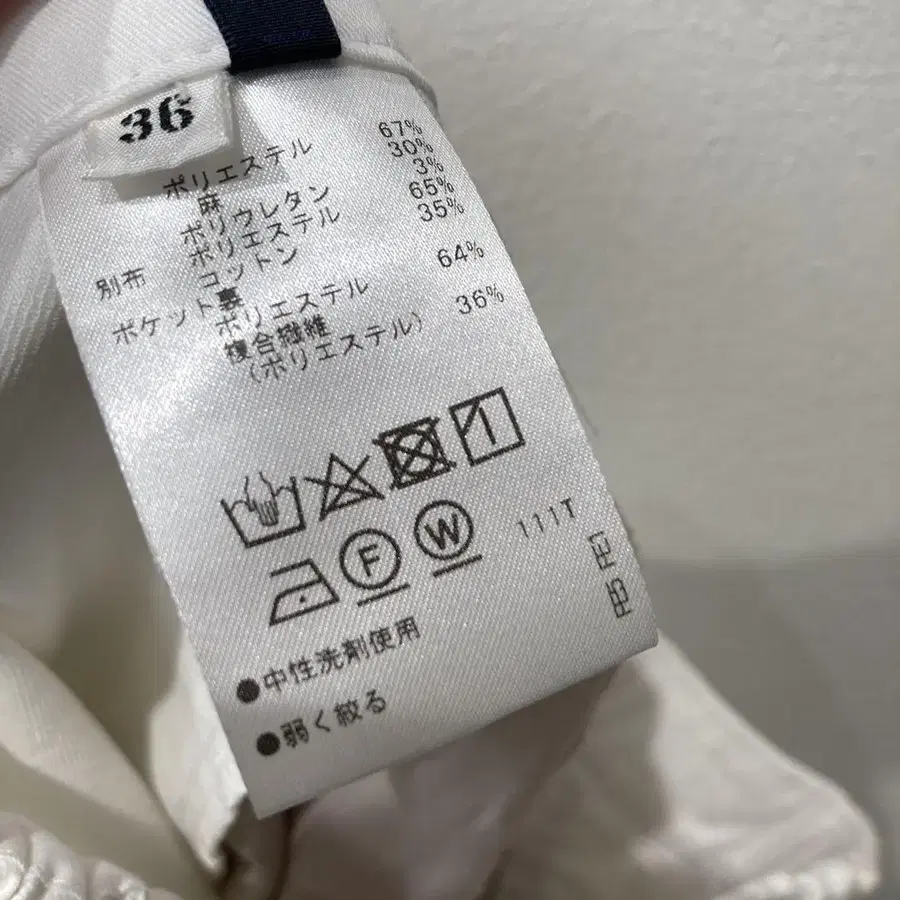 36
ポリエステル 67%
麻 30%
ポリウレタン 3%
別布 ポリエステル 65%
コットン 35%
ポケット裏
ポリエステル 64%
複合繊維
(ポリエステル) 36%
F W 111T
●中性洗剤使用
●弱く絞る